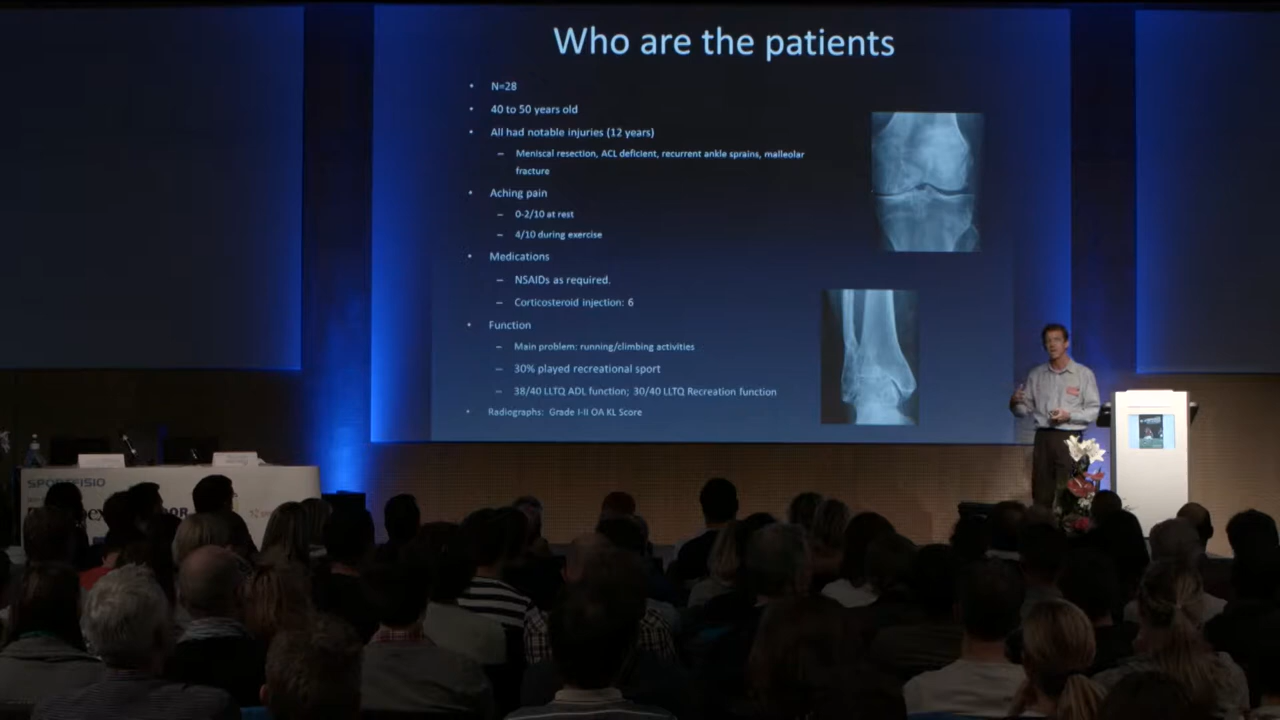 Who are the patients
• N=28
• 40 to 50 years old
• All had notable injuries (12 years)
– Meniscal resection, ACL deficient, recurrent ankle sprains, malleolar
fracture
• Aching pain
– 0-2/10 at rest
– 4/10 during exercise
• Medications
– NSAIDs as required.
– Corticosteroid injection: 6
• Function
– Main problem: running/climbing activities
– 30% played recreational sport
– 38/40 LLTQ ADL function; 30/40 LLTQ Recreation function
• Radiographs: Grade I-II OA KL Score
SPORTFISIO